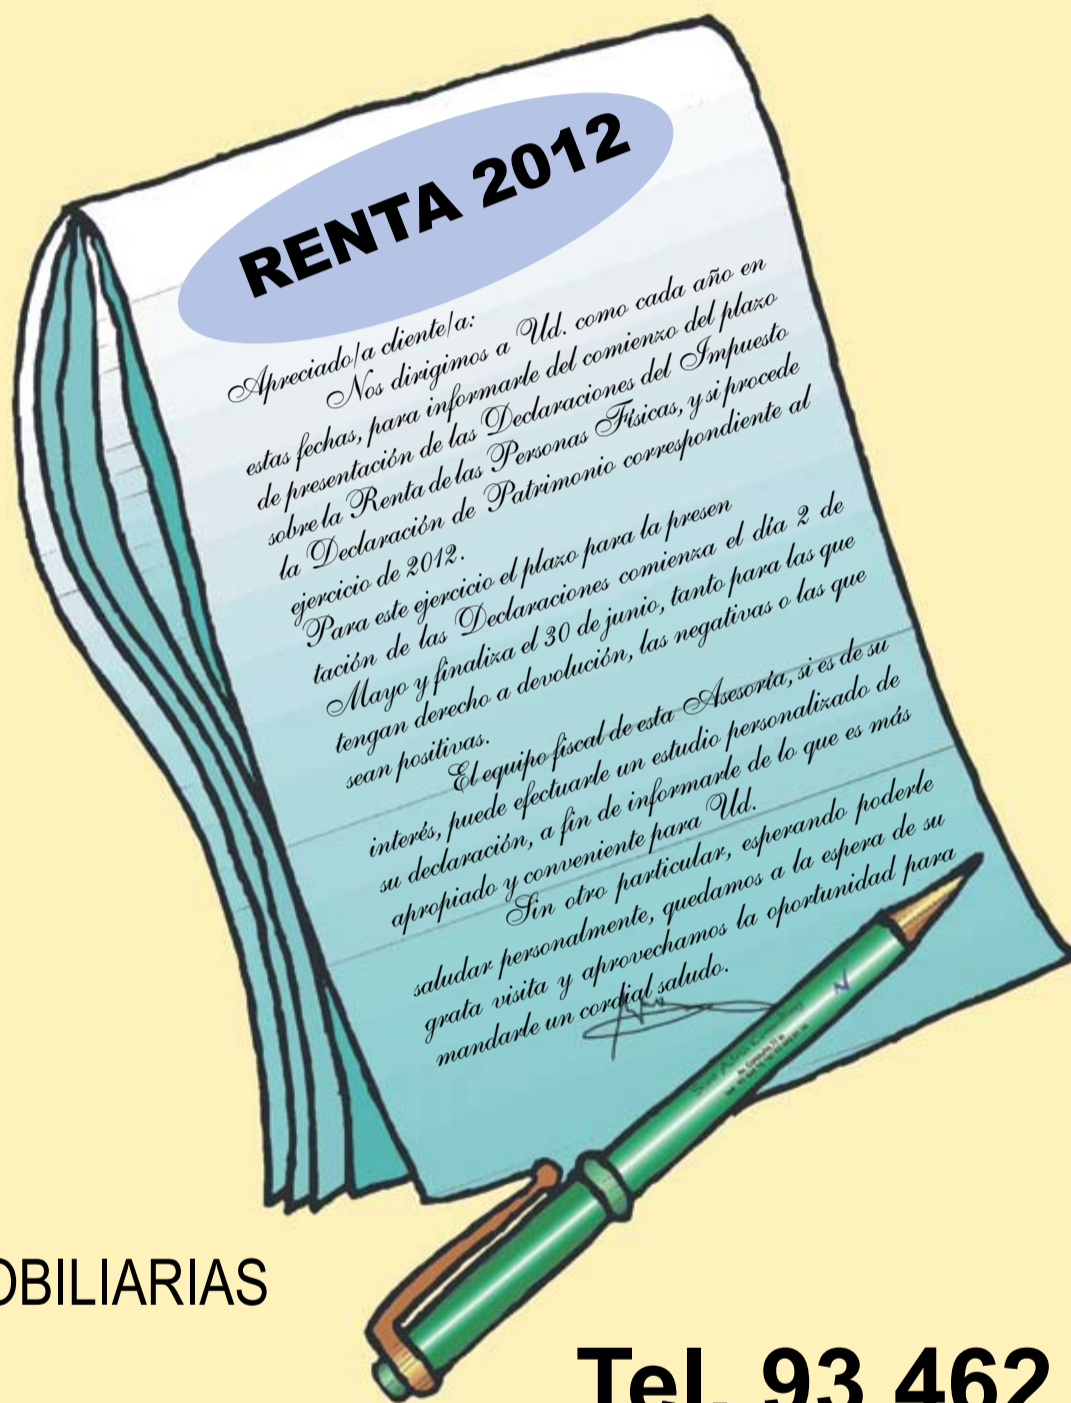 RENTA 2012
Apreciado/a cliente/a:
Nos dirigimos a Ud. como cada año en
estas fechas, para informarle del comienzo del plazo
de presentación de las Declaraciones del Impuesto
sobre la Renta de las Personas Físicas, y si procede
la Declaración de Patrimonio correspondiente al
ejercicio de 2012.
Para este ejercicio el plazo para la presen
tación de las Declaraciones comienza el día 2 de
Mayo y finaliza el 30 de junio, tanto para las que
tengan derecho a devolución, las negativas o las que
sean positivas.
El equipo fiscal de esta Asesoría, si es de su
interés, puede efectuarle un estudio personalizado de
su declaración, a fin de informarle de lo que es más
apropiado y conveniente para Ud.
Sin otro particular, esperando poderle
saludar personalmente, quedamos a la espera de su
grata visita y aprovechamos la oportunidad para
mandarle un cordial saludo.
OBILIARIAS
Tel. 93 462